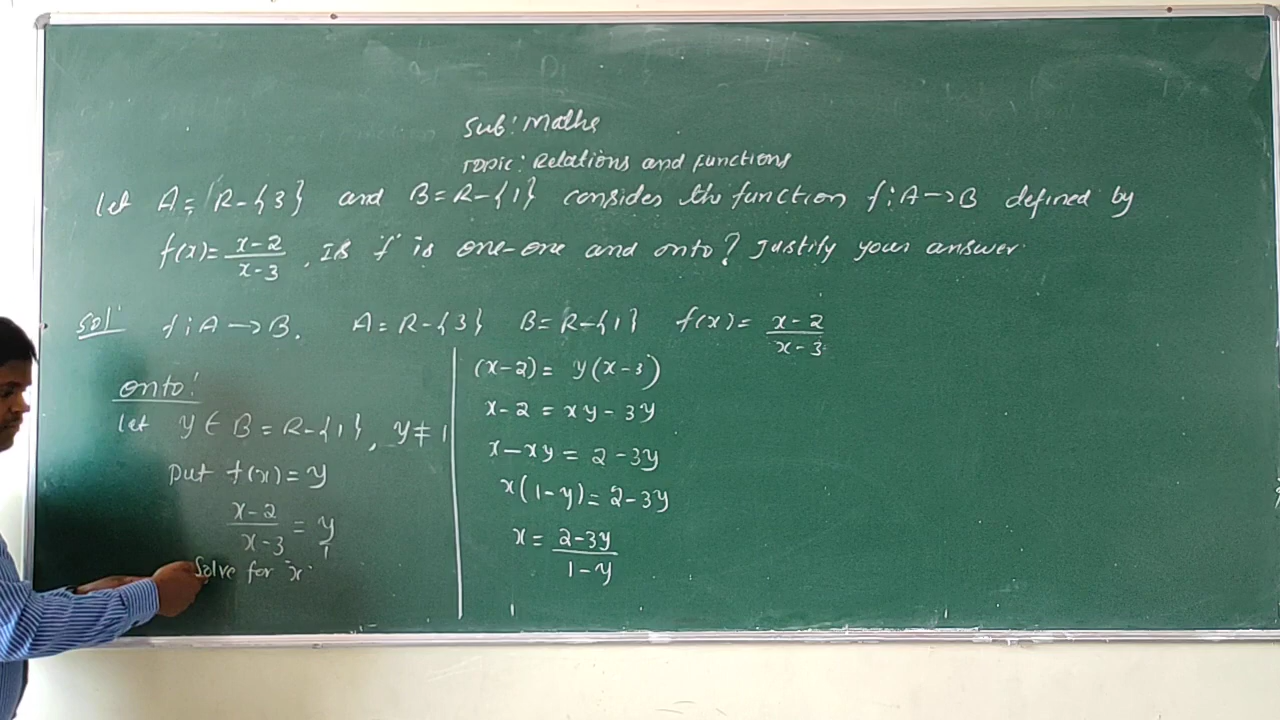 Sub: Maths
Topic: Relations and Functions
Let A = R-{3} and B = R-{1} consider the function f: A→B defined by
f(x) = x-2/x-3 , Is f is one-one and onto? Justify your answer.
Sol: f: A→B. A = R-{3} B = R-{1} f(x) = x-2/x-3
onto:
Let y ∈ B = R-{1}, y ≠ 1
Put f(x) = y
x-2/x-3 = y/1
Solve for 'x'
(x-2) = y(x-3)
x-2 = xy-3y
x-xy = 2-3y
x(1-y) = 2-3y
x = 2-3y/1-y